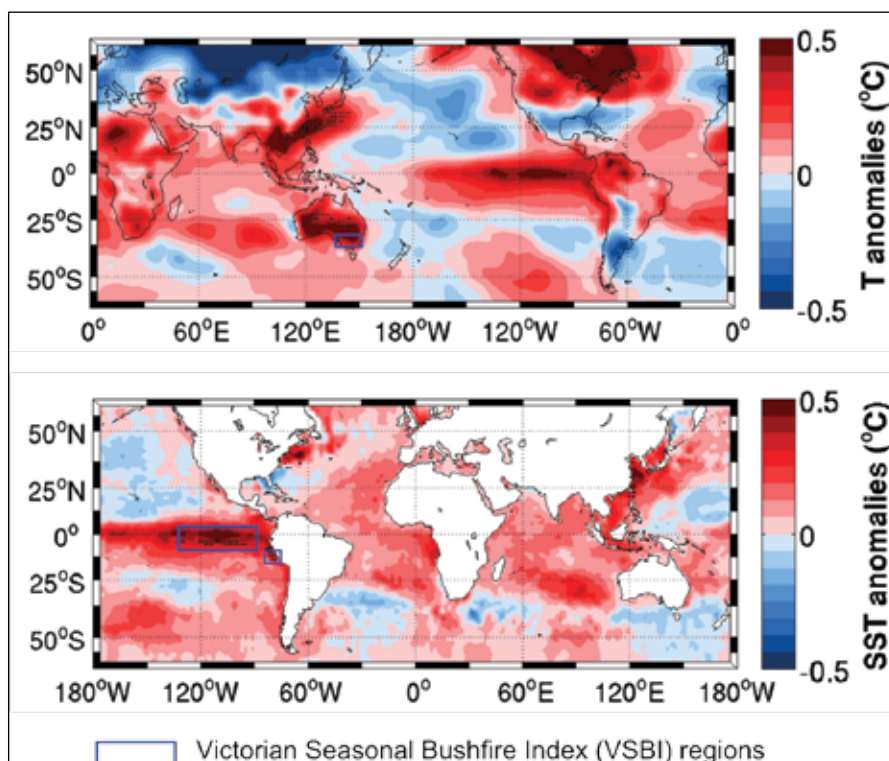 50°N
25°N
0°
25°S
50°S
0° 60°E 120°E 180°W 120°W 60°W 0°
0.5
0
-0.5
T anomalies (°C)
50°N
25°N
0°
25°S
50°S
180°W 120°W 60°W 0° 60°E 120°E 180°W
0.5
0
-0.5
SST anomalies (°C)
Victorian Seasonal Bushfire Index (VSBI) regions